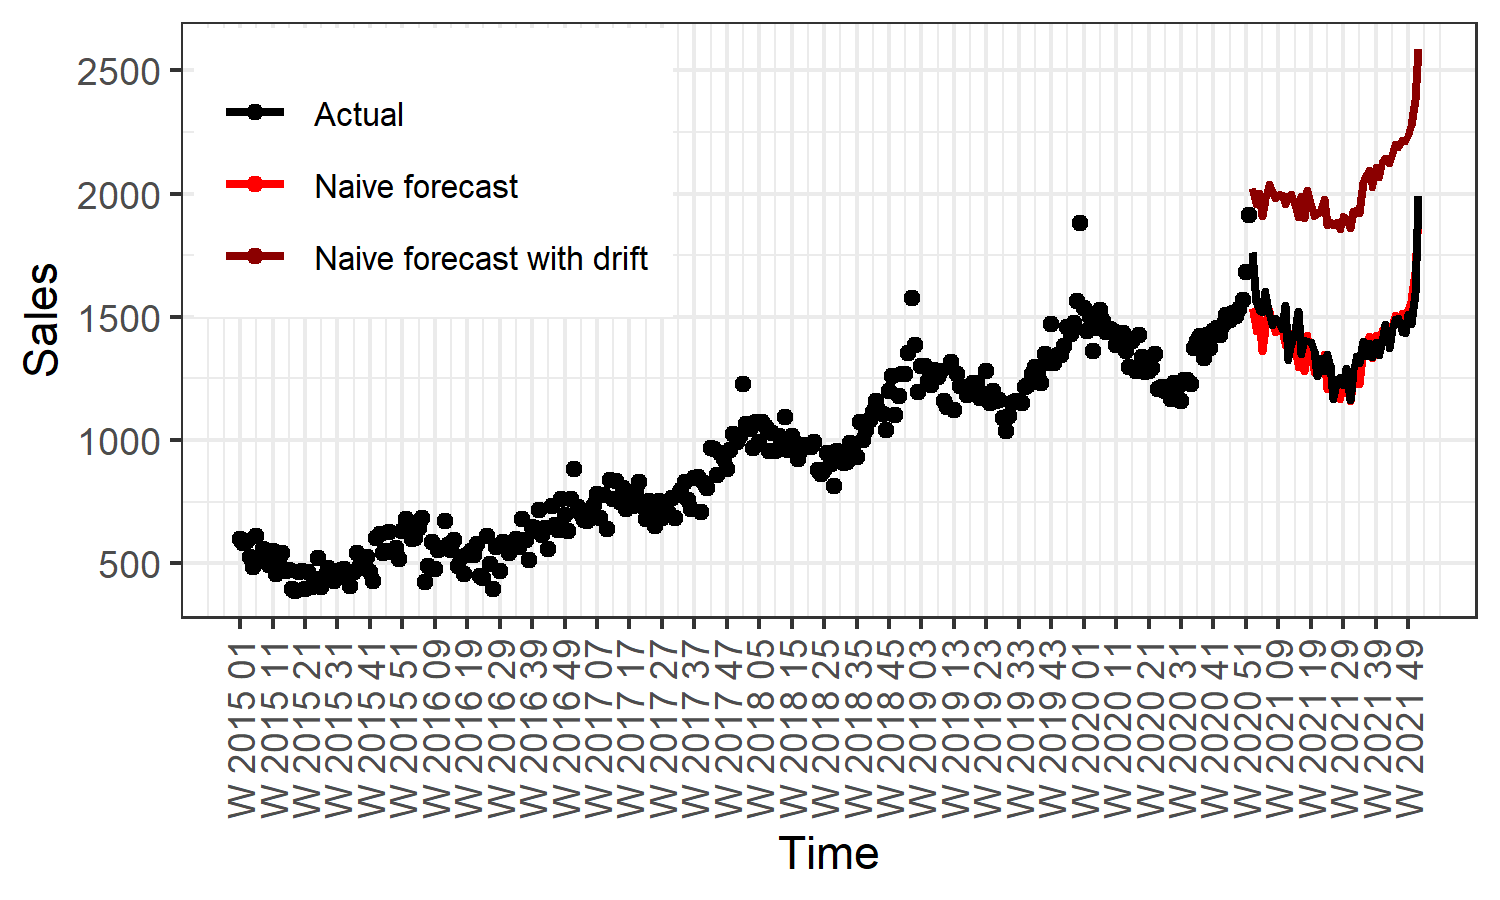 2500
2000
1500
1000
500
Sales
Actual
Naive forecast
Naive forecast with drift
W 2015 01
W 2015 11
W 2015 21
W 2015 31
W 2015 41
W 2015 51
W 2016 09
W 2016 19
W 2016 29
W 2016 39
W 2016 49
W 2017 07
W 2017 17
W 2017 27
W 2017 37
W 2017 47
W 2018 05
W 2018 15
W 2018 25
W 2018 35
W 2018 45
W 2019 03
W 2019 13
W 2019 23
W 2019 33
W 2019 43
W 2020 01
W 2020 11
W 2020 21
W 2020 31
W 2020 41
W 2020 51
W 2021 09
W 2021 19
W 2021 29
W 2021 39
W 2021 49
Time